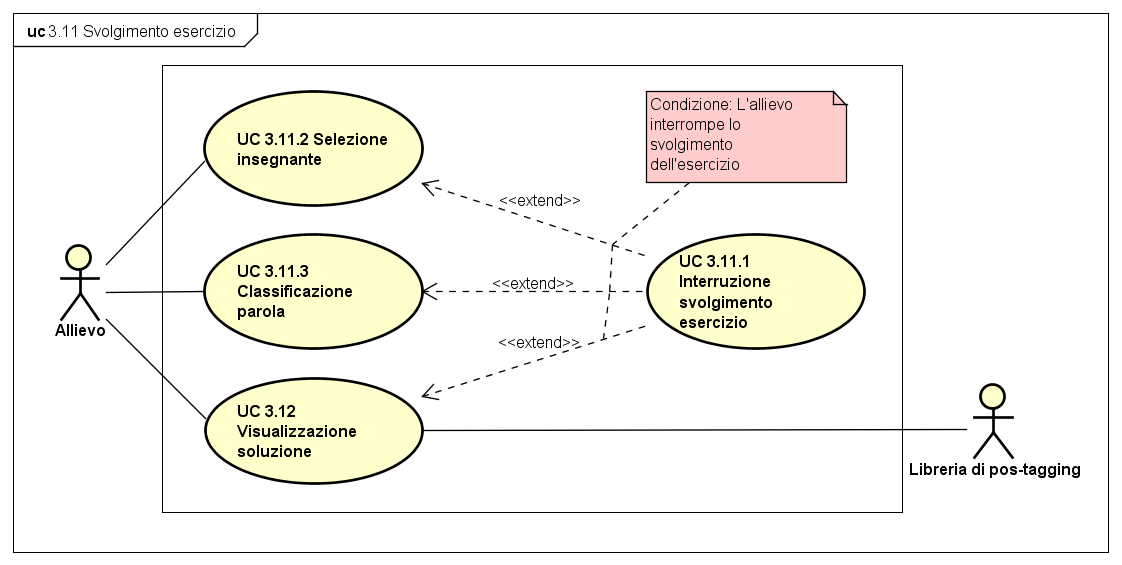 uc 3.11 Svolgimento esercizio
Condizione: L'allievo
interrompe lo
svolgimento
dell'esercizio
UC 3.11.2 Selezione
insegnante
<<extend>>
UC 3.11.3
Classificazione
parola
<<extend>>
UC 3.11.1
Interruzione
svolgimento
esercizio
Allievo
<<extend>>
UC 3.12
Visualizzazione
soluzione
Libreria di pos-tagging